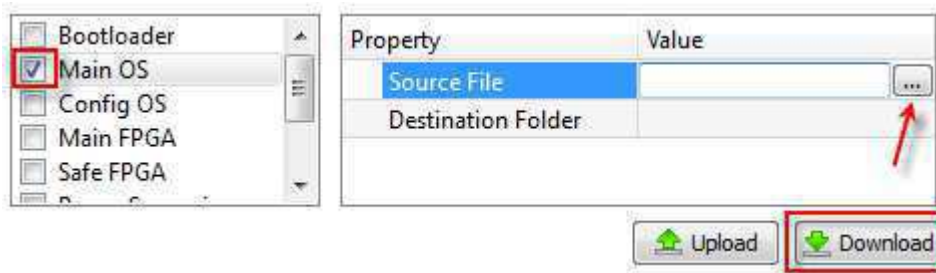 Bootloader
Main OS
Config OS
Main FPGA
Safe FPGA
Property Value
Source File ...
Destination Folder
Upload Download